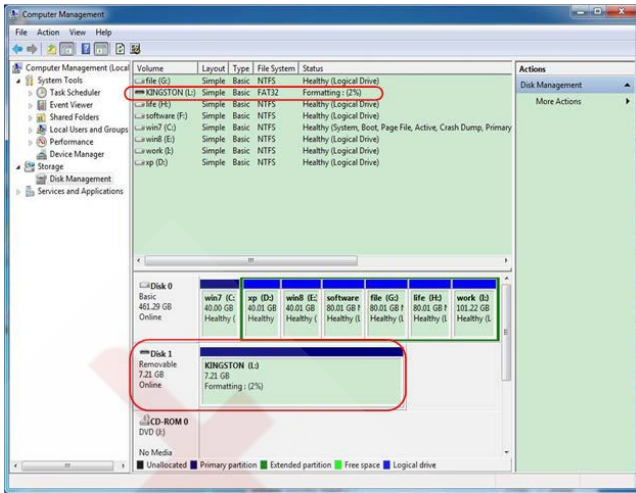 Computer Management
File Action View Help
Computer Management (Local
System Tools
Task Scheduler
Event Viewer
Shared Folders
Local Users and Groups
Performance
Device Manager
Storage
Disk Management
Services and Applications
Volume Layout Type File System Status
file (G:) Simple Basic NTFS Healthy (Logical Drive)
KINGSTON (L:) Simple Basic FAT32 Formatting : (2%)
life (H:) Simple Basic NTFS Healthy (Logical Drive)
software (F:) Simple Basic NTFS Healthy (Logical Drive)
win7 (C:) Simple Basic NTFS Healthy (System, Boot, Page File, Active, Crash Dump, Primary
win8 (E:) Simple Basic NTFS Healthy (Logical Drive)
work (I:) Simple Basic NTFS Healthy (Logical Drive)
xp (D:) Simple Basic NTFS Healthy (Logical Drive)
Disk 0
Basic
461.29 GB
Online
win7 (C:
40.00 GB
Healthy (
xp (D:)
40.01 GB
Healthy
win8 (E:)
40.01 GB
Healthy (
software
80.01 GB
Healthy (L
file (G:)
80.01 GB
Healthy (L
life (H:)
80.01 GB
Healthy (L
work (I:)
101.22 GB
Healthy (L
Disk 1
Removable
7.21 GB
Online
KINGSTON (L:)
7.21 GB
Formatting : (2%)
CD-ROM 0
DVD (J:)
No Media
Unallocated Primary partition Extended partition Free space Logical drive
Actions
Disk Management
More Actions